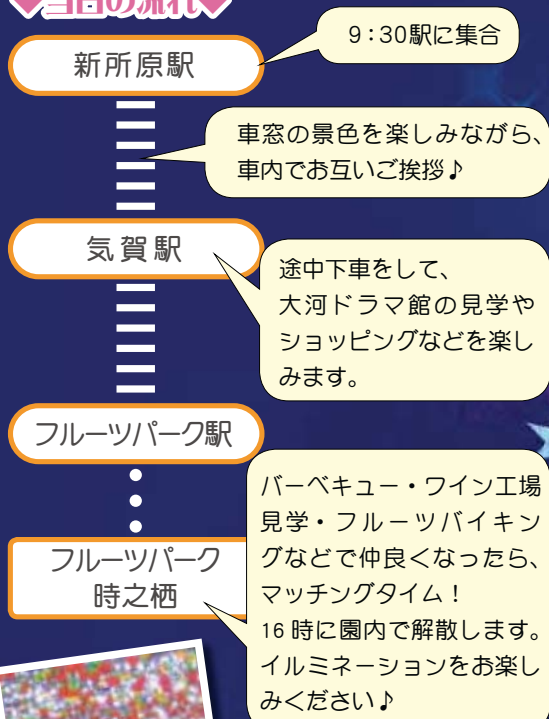 ◆当日の流れ◆
新所原駅
9：30駅に集合
車窓の景色を楽しみながら、
車内でお互いご挨拶♪
気賀駅
途中下車をして、
大河ドラマ館の見学や
ショッピングなどを楽し
みます。
フルーツパーク駅
フルーツパーク
時之栖
バーベキュー・ワイン工場
見学・フルーツバイキン
グなどで仲良くなったら、
マッチングタイム！
16時に園内で解散します。
イルミネーションをお楽し
みください♪